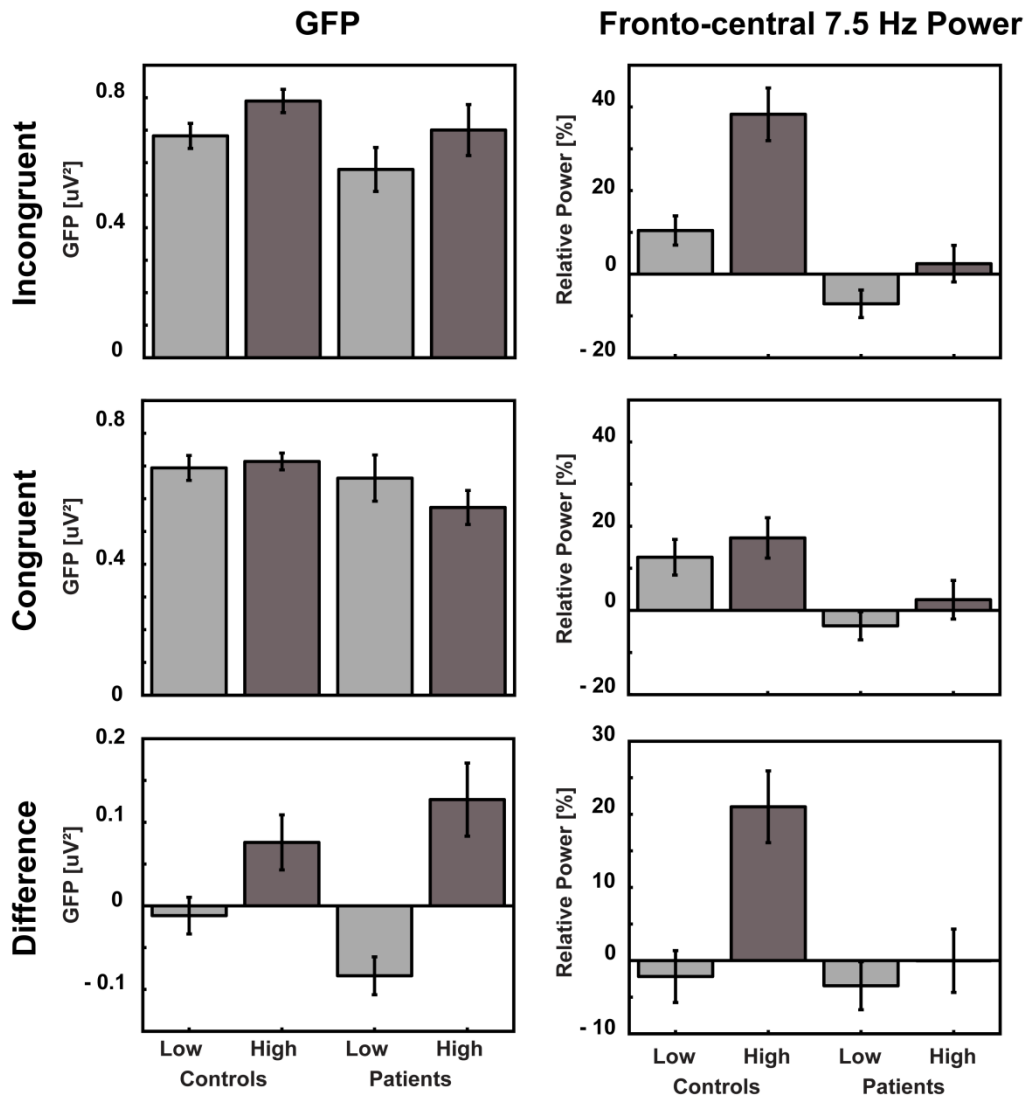 GFP
Fronto-central 7.5 Hz Power
Incongruent
GFP [uV²]
0.8
0.4
0
Relative Power [%]
40
20
0
- 20
Congruent
GFP [uV²]
0.8
0.4
0
Relative Power [%]
40
20
0
- 20
Difference
GFP [uV²]
0.2
0.1
0
- 0.1
Relative Power [%]
30
20
10
0
- 10
Low High Low High
Controls Patients
Low High Low High
Controls Patients